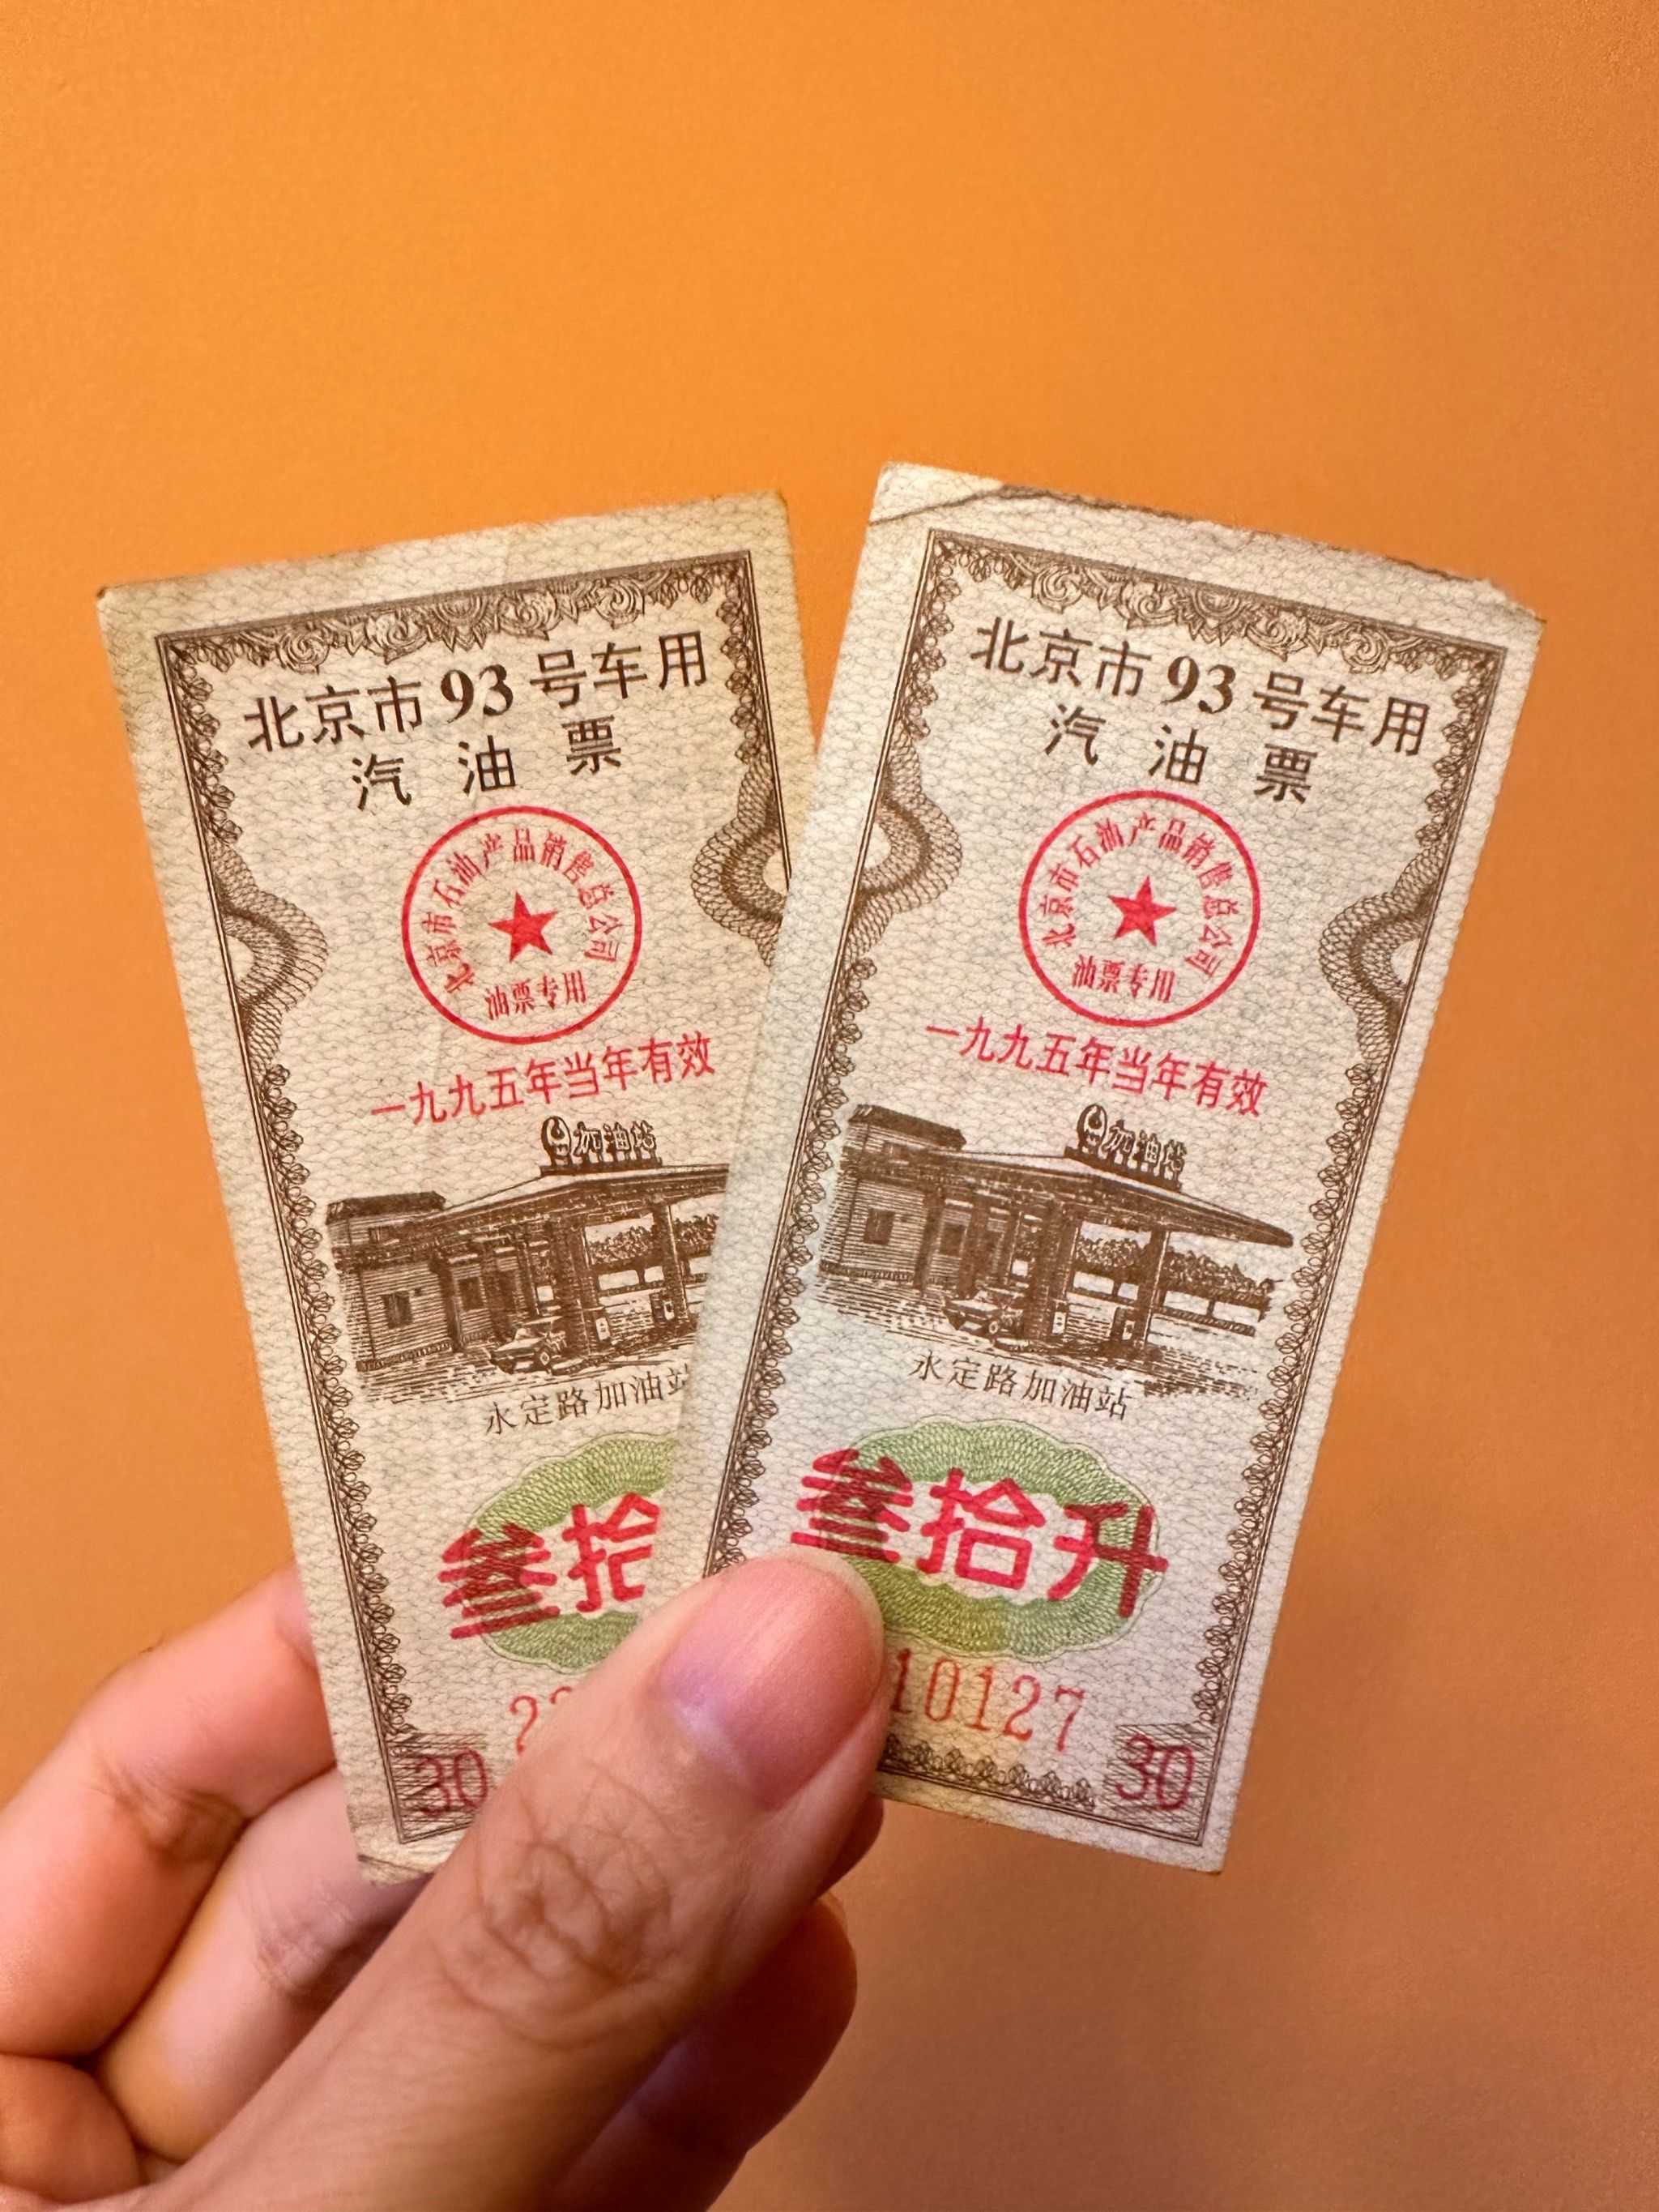 北京市93号车用
汽油票
北京市石油产品销售总公司
油票专用
一九九五年当年有效
加油站
永定路加油站
叁拾
30
北京市93号车用
汽油票
北京市石油产品销售总公司
油票专用
一九九五年当年有效
加油站
永定路加油站
叁拾升
10127
30